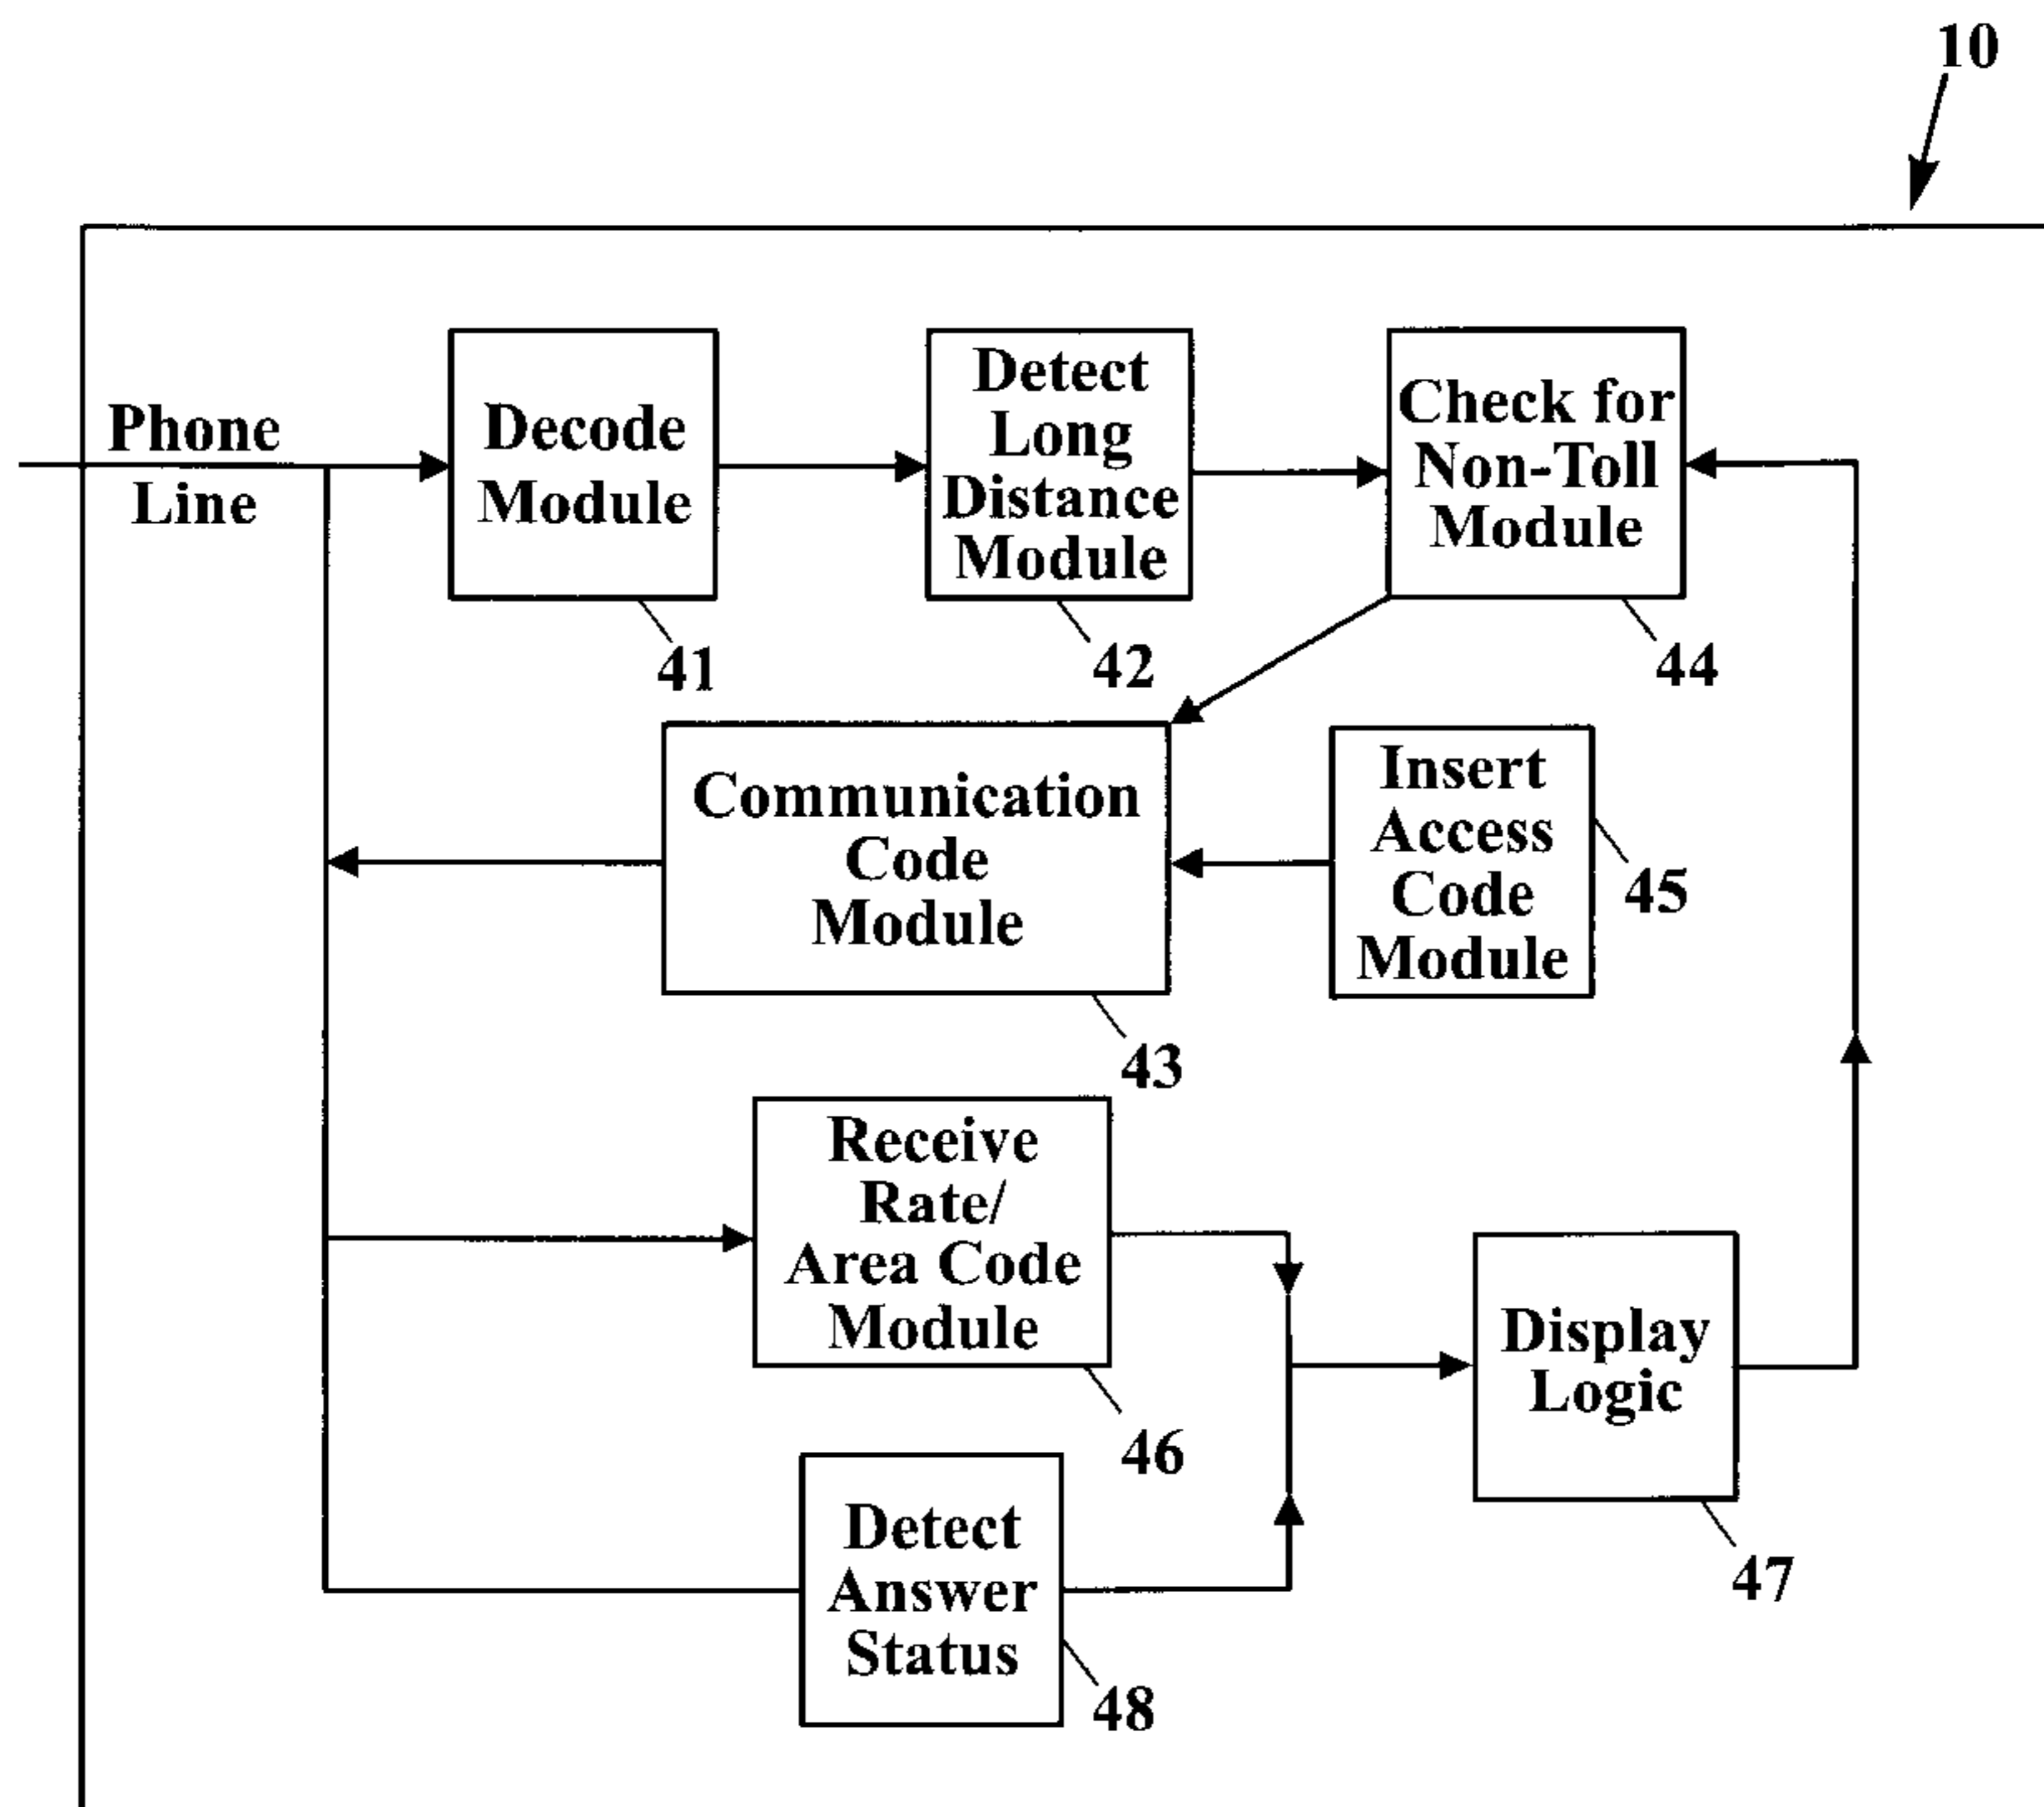 10
Phone
Line
Decode
Module
41
Detect
Long
Distance
Module
42
Check for
Non-Toll
Module
44
Communication
Code
Module
43
Insert
Access
Code
Module
45
Receive
Rate/
Area Code
Module
46
Display
Logic
47
Detect
Answer
Status
48